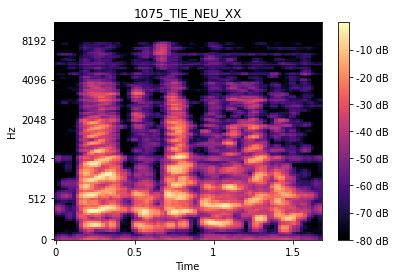 1075_TIE_NEU_XX
8192
4096
2048
1024
512
0
Hz
0
0.5
1
1.5
Time
-10 dB
-20 dB
-30 dB
-40 dB
-50 dB
-60 dB
-70 dB
-80 dB